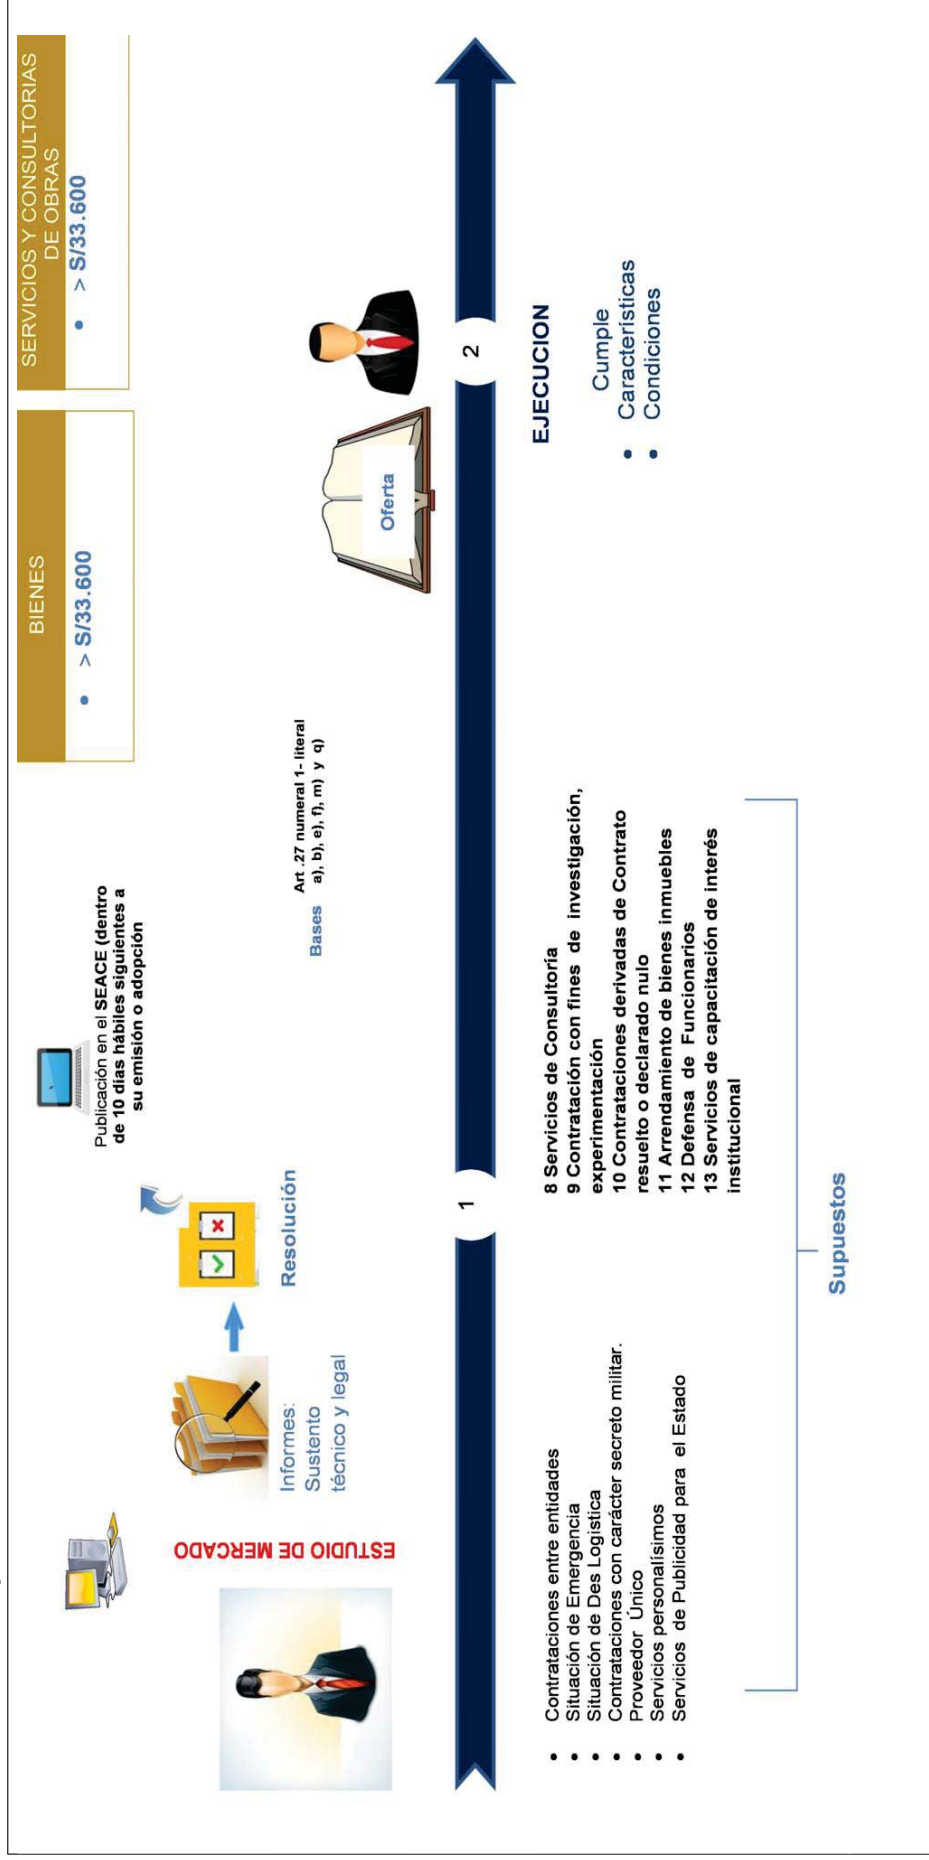 BIENES
• > S/33.600
SERVICIOS Y CONSULTORIAS
DE OBRAS
• > S/33.600
Publicación en el SEACE (dentro
de 10 dias hábiles siguientes a
su emisión o adopción
ESTUDIO DE MERCADO
Informes:
Sustento
técnico y legal
Resolución
Art .27 numeral 1- literal
Bases a), b), e), f), m) y q)
Oferta
1
2
• Contrataciones entre entidades
• Situación de Emergencia
• Situación de Des Logística
• Contrataciones con carácter secreto militar.
• Proveedor Único
• Servicios personalísimos
• Servicios de Publicidad para el Estado
8 Servicios de Consultoría
9 Contratación con fines de investigación,
experimentación
10 Contrataciones derivadas de Contrato
resuelto o declarado nulo
11 Arrendamiento de bienes inmuebles
12 Defensa de Funcionarios
13 Servicios de capacitación de interés
institucional
Supuestos
EJECUCION
Cumple
• Características
• Condiciones